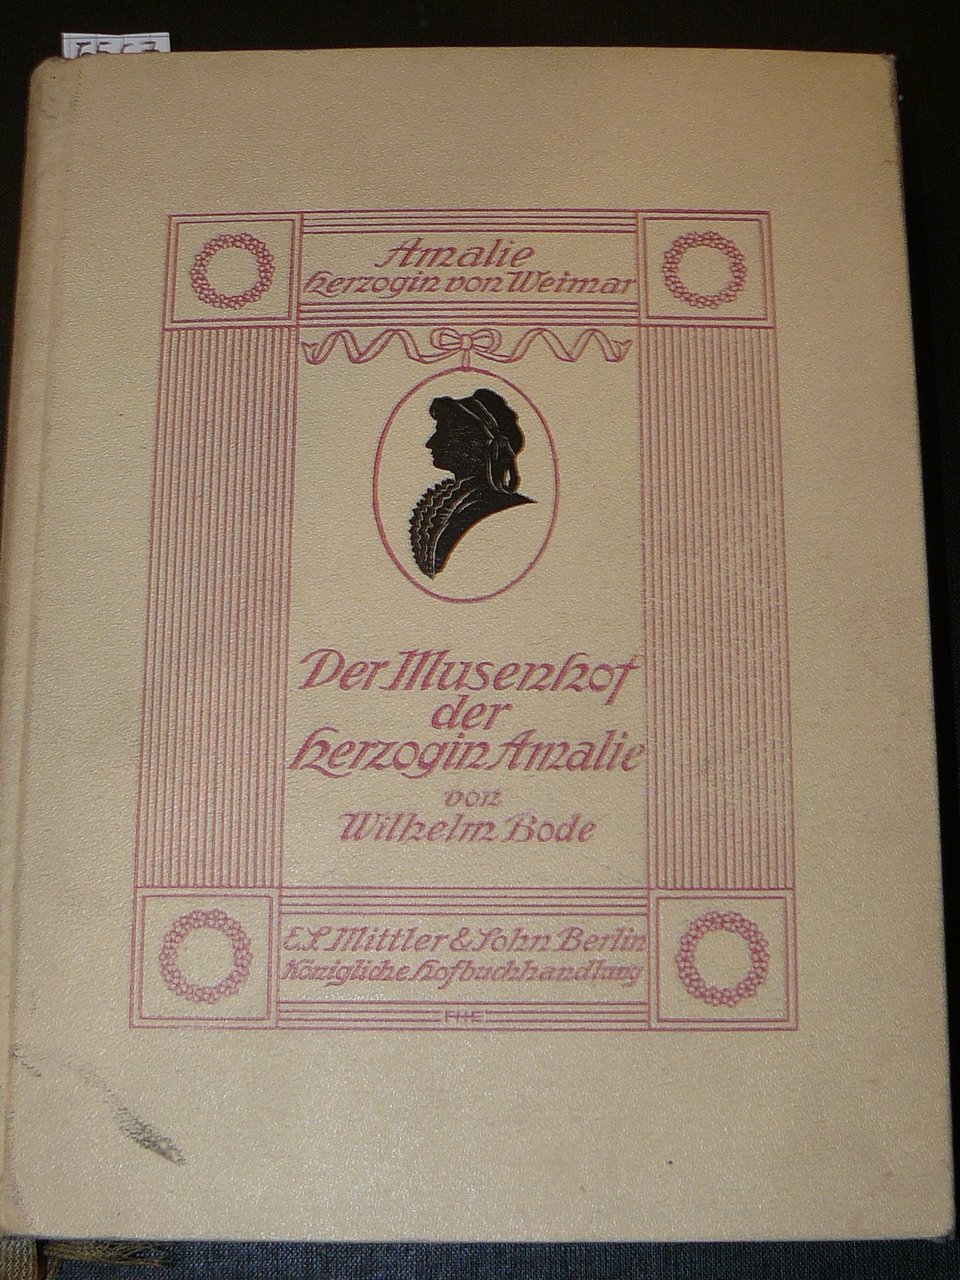 Amalie
Herzogin von Weimar
Der Musenhof
der
Herzogin Amalie
von
Wilhelm Bode
E. S. Mittler & Sohn Berlin
Königliche Hofbuchhandlung